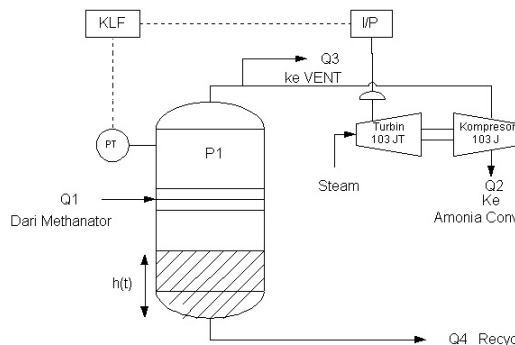 KLF
I/P
Q3
ke VENT
PT
P1
Turbin
103 JT
Kompresor
103 J
Steam
Q1
Dari Methanator
Q2
Ke
Amonia Conv
h(t)
Q4 Recyc